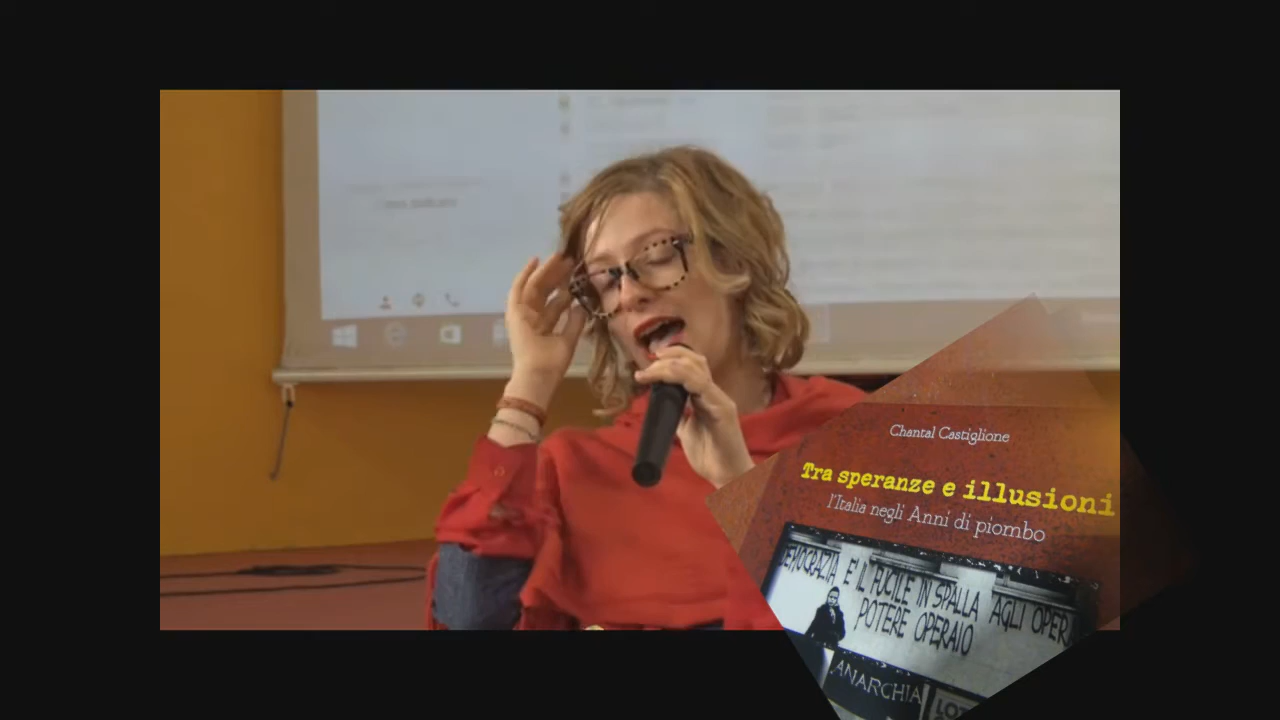 Chantal Castiglione
Tra speranze e illusioni
l'Italia negli Anni di piombo
DEMOCRAZIA E' IL FUCILE IN SPALLA AGLI OPER
POTERE OPERAIO
ANARCHIA
LOT